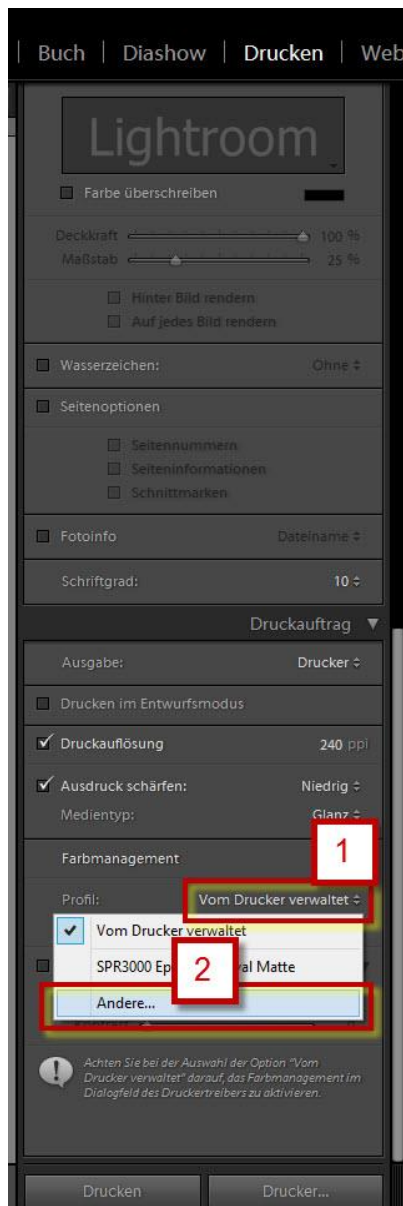 Buch | Diashow | Drucken | Web
Lightroom
Farbe überschreiben
Deckkraft 100 %
Maßstab 25 %
Hinter Bild rendern
Auf jedes Bild rendern
Wasserzeichen: Ohne
Seitenoptionen
Seitennummern
Seiteninformationen
Schnittmarken
Fotoinfo Dateiname
Schriftgrad: 10
Druckauftrag
Ausgabe: Drucker
Drucken im Entwurfsmodus
Druckauflösung 240 ppi
Ausdruck schärfen: Niedrig
Medientyp: Glanz
1
Farbmanagement
Profil: Vom Drucker verwaltet
Vom Drucker verwaltet
2
SPR3000 Matte
Andere...
Achten Sie bei der Auswahl der Option "Vom
Drucker verwaltet" darauf, das Farbmanagement im
Dialogfeld des Druckertreibers zu aktivieren.
Drucken Drucker...